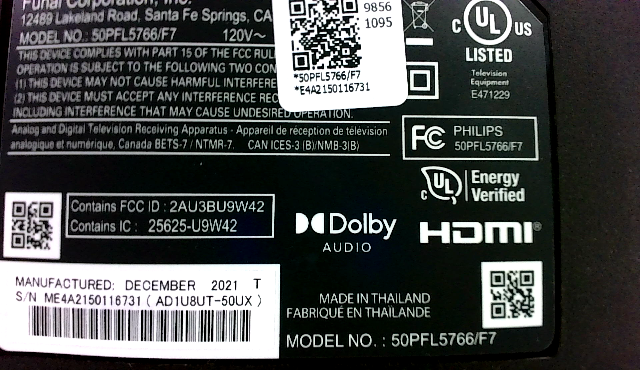 Funai Corporation, Inc.
12489 Lakeland Road, Santa Fe Springs, CA
MODEL NO. : 50PFL5766/F7 120V~
THIS DEVICE COMPLIES WITH PART 15 OF THE FCC RUL
OPERATION IS SUBJECT TO THE FOLLOWING TWO CON
(1) THIS DEVICE MAY NOT CAUSE HARMFUL INTERFERE
(2) THIS DEVICE MUST ACCEPT ANY INTERFERENCE REC
INCLUDING INTERFERENCE THAT MAY CAUSE UNDESIRED OPERATION.
Analog and Digital Television Receiving Apparatus - Appareil de réception de télévision
analogique et numérique, Canada BETS-7 / NTMR-7. CAN ICES-3 (B)/NMB-3(B)
9856
1095
*50PFL5766/F7
*E4A2150116731
C UL US
LISTED
Television
Equipment
E471229
FC PHILIPS
50PFL5766/F7
C UL Energy
Verified
Contains FCC ID : 2AU3BU9W42
Contains IC : 25625-U9W42
Dolby
AUDIO
HDMI®
MANUFACTURED: DECEMBER 2021 T
S/N ME4A2150116731 ( AD1U8UT-50UX )
MADE IN THAILAND
FABRIQUÉ EN THAÏLANDE
MODEL NO. : 50PFL5766/F7